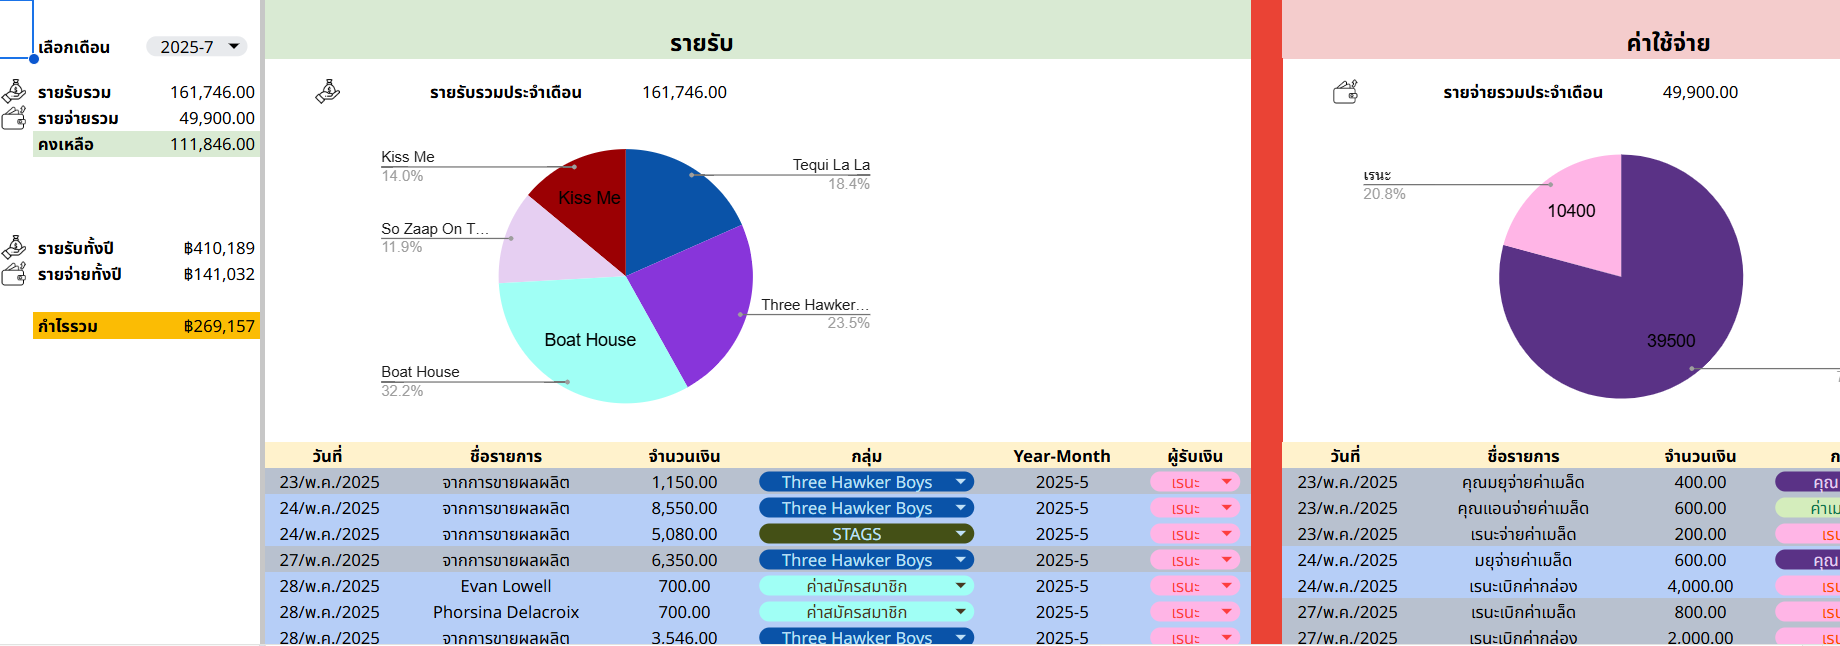 เลือกเดือน 2025-7
รายรับรวม 161,746.00
รายจ่ายรวม 49,900.00
คงเหลือ 111,846.00
รายรับทั้งปี ฿410,189
รายจ่ายทั้งปี ฿141,032
กำไรรวม ฿269,157
รายรับ
รายรับรวมประจำเดือน 161,746.00
Kiss Me
14.0%
So Zaap On T...
11.9%
Boat House
32.2%
Kiss Me
Boat House
Tequi La La
18.4%
Three Hawker...
23.5%
วันที่ ชื่อรายการ จำนวนเงิน กลุ่ม Year-Month ผู้รับเงิน
23/พ.ค./2025 จากการขายผลผลิต 1,150.00 Three Hawker Boys 2025-5 เรนะ
24/พ.ค./2025 จากการขายผลผลิต 8,550.00 Three Hawker Boys 2025-5 เรนะ
24/พ.ค./2025 จากการขายผลผลิต 5,080.00 STAGS 2025-5 เรนะ
27/พ.ค./2025 จากการขายผลผลิต 6,350.00 Three Hawker Boys 2025-5 เรนะ
28/พ.ค./2025 Evan Lowell 700.00 ค่าสมัครสมาชิก 2025-5 เรนะ
28/พ.ค./2025 Phorsina Delacroix 700.00 ค่าสมัครสมาชิก 2025-5 เรนะ
28/พ.ค./2025 จากการขายผลผลิต 3,546.00 Three Hawker Boys 2025-5 เรนะ
ค่าใช้จ่าย
รายจ่ายรวมประจำเดือน 49,900.00
เรนะ
20.8%
10400
39500
วันที่ ชื่อรายการ จำนวนเงิน ก
23/พ.ค./2025 คุณมยุจ่ายค่าเมล็ด 400.00 คุณ
23/พ.ค./2025 คุณแอนจ่ายค่าเมล็ด 600.00 ค่าเม
23/พ.ค./2025 เรนะจ่ายค่าเมล็ด 200.00 เร
24/พ.ค./2025 มยุจ่ายค่าเมล็ด 600.00 คุณ
24/พ.ค./2025 เรนะเบิกค่ากล่อง 4,000.00 เร
27/พ.ค./2025 เรนะเบิกค่าเมล็ด 800.00 เร
27/พ.ค./2025 เรนะเบิกค่ากล่อง 2,000.00 เร